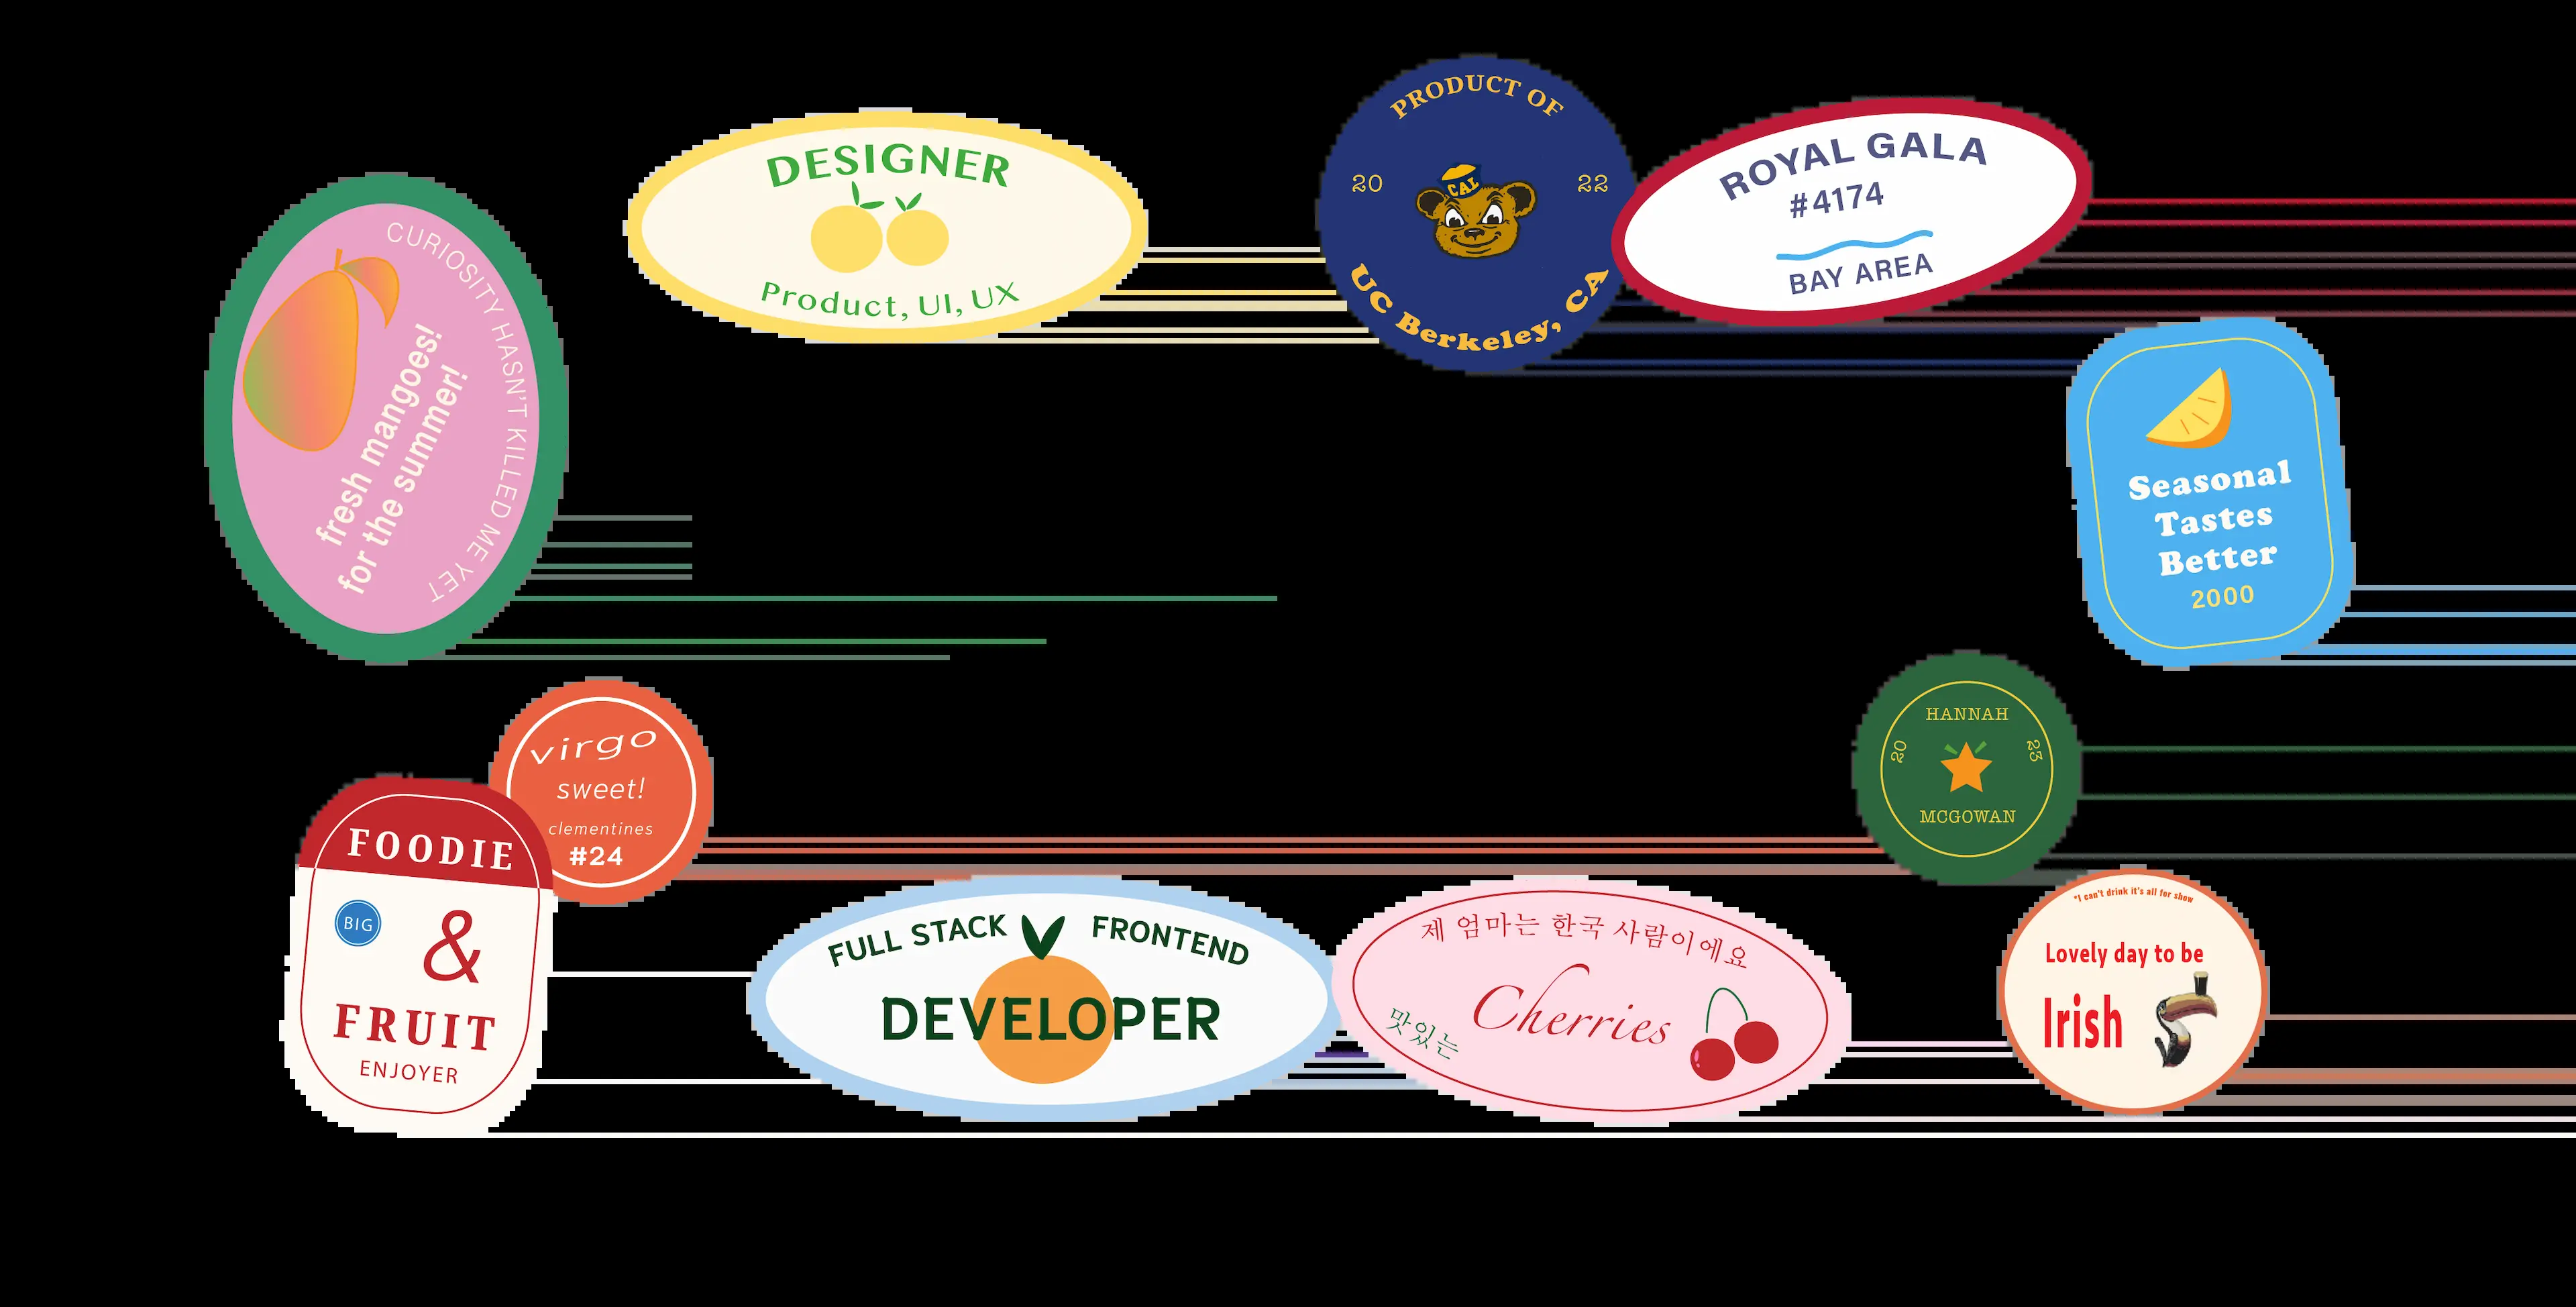 DESIGNER
Product, UI, UX
PRODUCT OF
20
22
CAL
UC Berkeley, CA
ROYAL GALA
#4174
BAY AREA
CURIOSITY HASN'T KILLED ME YET
fresh mangoes!
for the summer!
Seasonal
Tastes
Better
2000
virgo
sweet!
clementines
#24
HANNAH
20
23
MCGOWAN
FOODIE
BIG
&
FRUIT
ENJOYER
FULL STACK FRONTEND
DEVELOPER
제 엄마는 한국 사람이에요
Cherries
맛있는
*I can't drink it's all for show
Lovely day to be
Irish